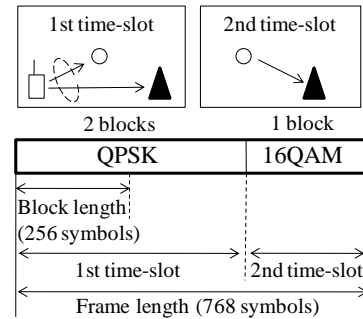 1st time-slot
2nd time-slot
2 blocks
1 block
QPSK
16QAM
Block length
(256 symbols)
1st time-slot
2nd time-slot
Frame length (768 symbols)